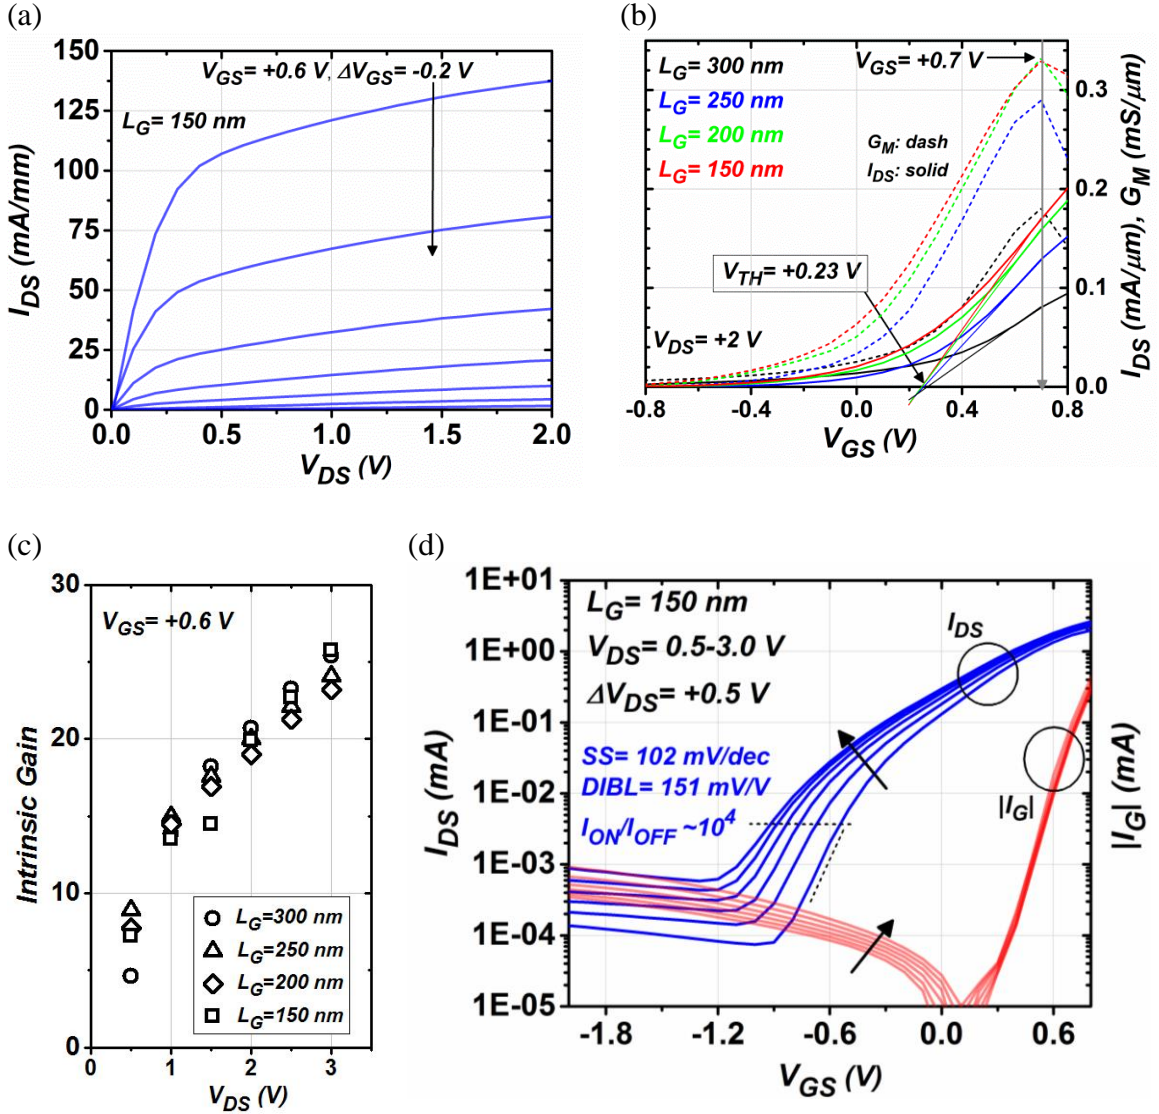 (a)
150
125
100
75
50
25
0
V_GS= +0.6 V, ΔV_GS= -0.2 V
L_G= 150 nm
I_DS (mA/mm)
0.0 0.5 1.0 1.5 2.0
V_DS (V)
(b)
L_G= 300 nm
L_G= 250 nm
L_G= 200 nm
L_G= 150 nm
V_GS= +0.7 V
G_M: dash
I_DS: solid
V_TH= +0.23 V
V_DS= +2 V
0.3
0.2
0.1
0.0
I_DS (mA/μm), G_M (mS/μm)
-0.8 -0.4 0.0 0.4 0.8
V_GS (V)
(c)
30
20
10
0
V_GS= +0.6 V
Intrinsic Gain
L_G=300 nm
L_G=250 nm
L_G=200 nm
L_G=150 nm
0 1 2 3
V_DS (V)
(d)
1E+01
1E+00
1E-01
1E-02
1E-03
1E-04
1E-05
I_DS (mA)
L_G= 150 nm
V_DS= 0.5-3.0 V
ΔV_DS= +0.5 V
SS= 102 mV/dec
DIBL= 151 mV/V
I_ON/I_OFF ~10^4
I_DS
|I_G|
|I_G| (mA)
-1.8 -1.2 -0.6 0.0 0.6
V_GS (V)